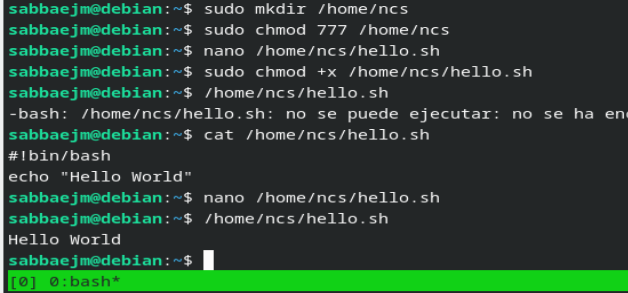 sabbaejm@debian:~$ sudo mkdir /home/ncs
sabbaejm@debian:~$ sudo chmod 777 /home/ncs
sabbaejm@debian:~$ nano /home/ncs/hello.sh
sabbaejm@debian:~$ sudo chmod +x /home/ncs/hello.sh
sabbaejm@debian:~$ /home/ncs/hello.sh
-bash: /home/ncs/hello.sh: no se puede ejecutar: no se ha en
sabbaejm@debian:~$ cat /home/ncs/hello.sh
#!bin/bash
echo "Hello World"
sabbaejm@debian:~$ nano /home/ncs/hello.sh
sabbaejm@debian:~$ /home/ncs/hello.sh
Hello World
sabbaejm@debian:~$
[0] 0:bash*